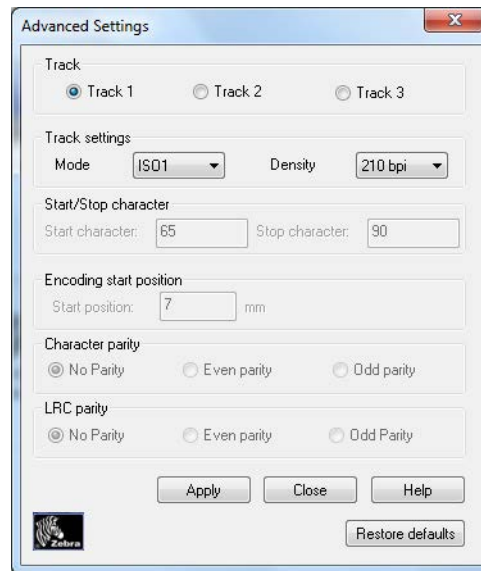 Advanced Settings
Track
Track 1 Track 2 Track 3
Track settings
Mode ISO1 Density 210 bpi
Start/Stop character
Start character: 65 Stop character: 90
Encoding start position
Start position: 7 mm
Character parity
No Parity Even parity Odd parity
LRC parity
No Parity Even parity Odd Parity
Apply Close Help
Zebra Restore defaults